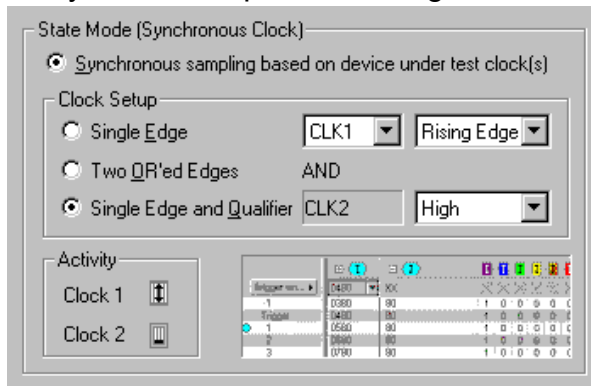 State Mode (Synchronous Clock)
Synchronous sampling based on device under test clock(s)
Clock Setup
Single Edge CLK1 Rising Edge
Two OR'ed Edges AND
Single Edge and Qualifier CLK2 High
Activity
Clock 1
Clock 2
0480 XX
-1 0380 80
Trigger 0480 80
1 0580 80
2 80
3 0780 80